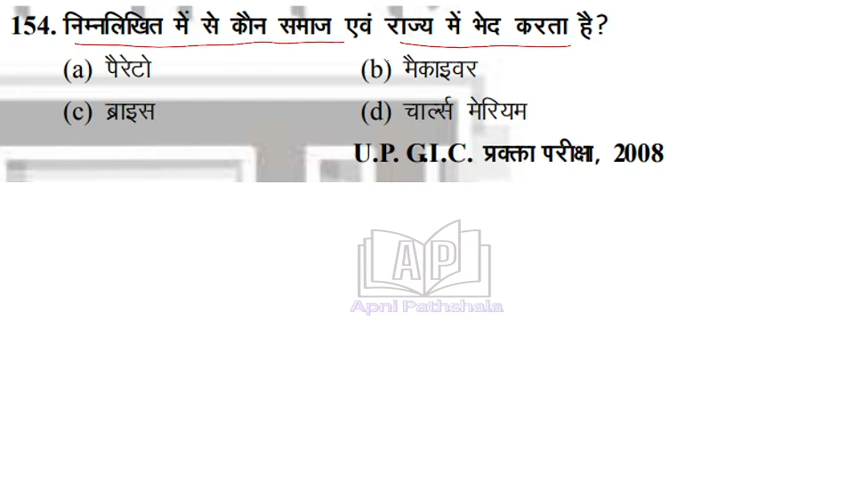 154. निम्नलिखित में से कौन समाज एवं राज्य में भेद करता है?
(a) पैरेटो (b) मैकाइवर
(c) ब्राइस (d) चार्ल्स मेरियम
U.P. G.I.C. प्रवक्ता परीक्षा, 2008
AP
Apni Pathshala